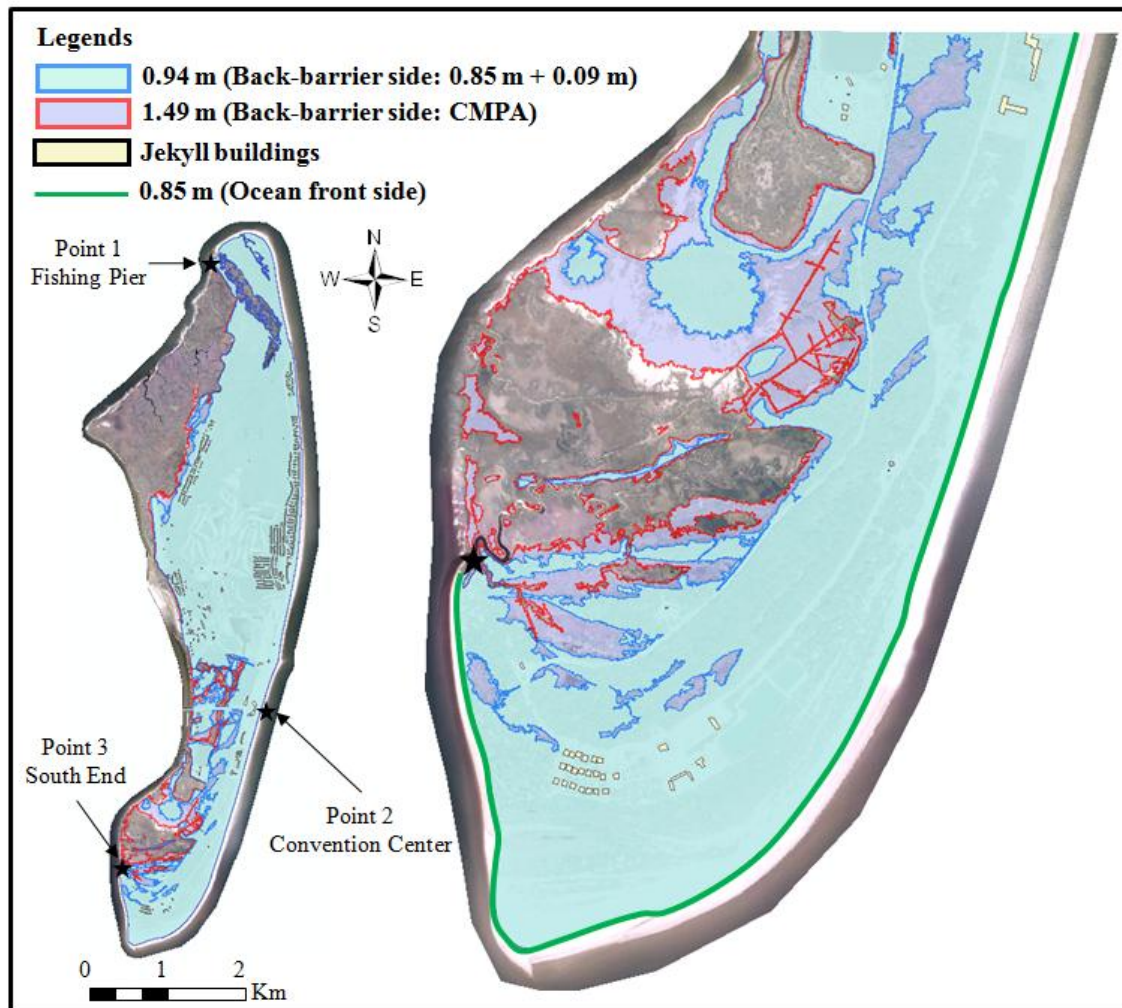 Legends
0.94 m (Back-barrier side: 0.85 m + 0.09 m)
1.49 m (Back-barrier side: CMPA)
Jekyll buildings
0.85 m (Ocean front side)
Point 1
Fishing Pier
N
W E
S
Point 3
South End
Point 2
Convention Center
0 1 2
Km